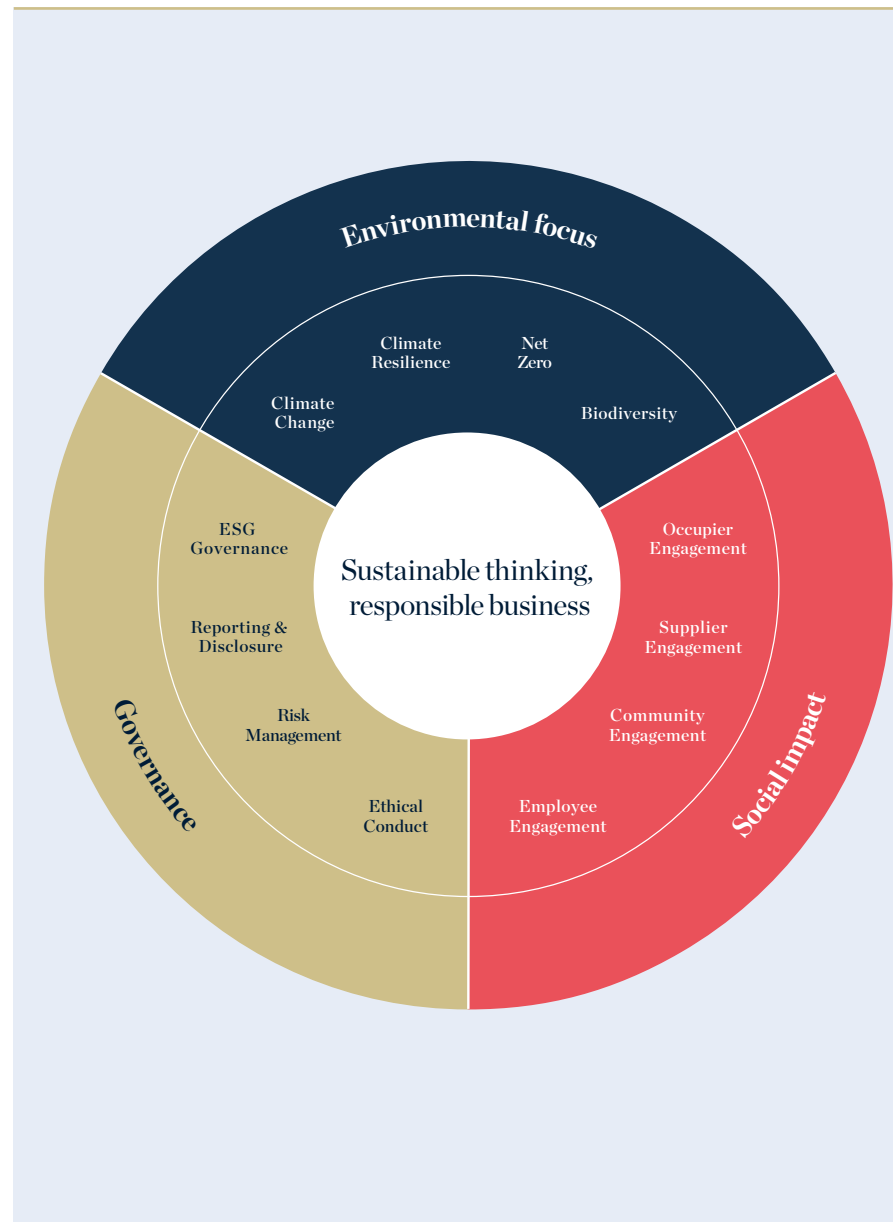 Environmental focus
Climate
Resilience
Net
Zero
Climate
Change
Biodiversity
ESG
Governance
Reporting &
Disclosure
Risk
Management
Ethical
Conduct
Governance
Sustainable thinking,
responsible business
Occupier
Engagement
Supplier
Engagement
Community
Engagement
Employee
Engagement
Social impact